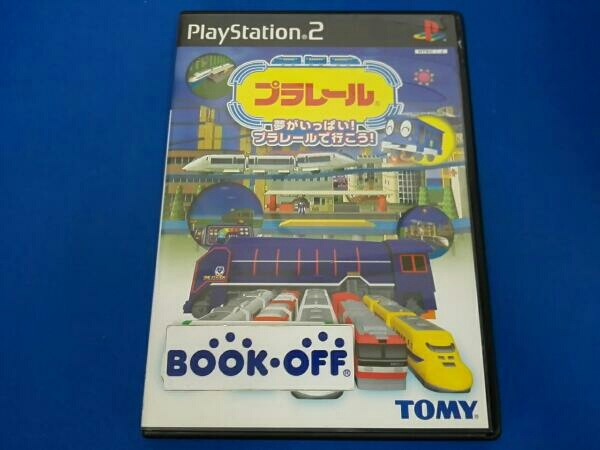 PlayStation®2
NTSC J
プラレール®
夢がいっぱい！
プラレールで行こう！
BOOK・OFF®
TOMY®